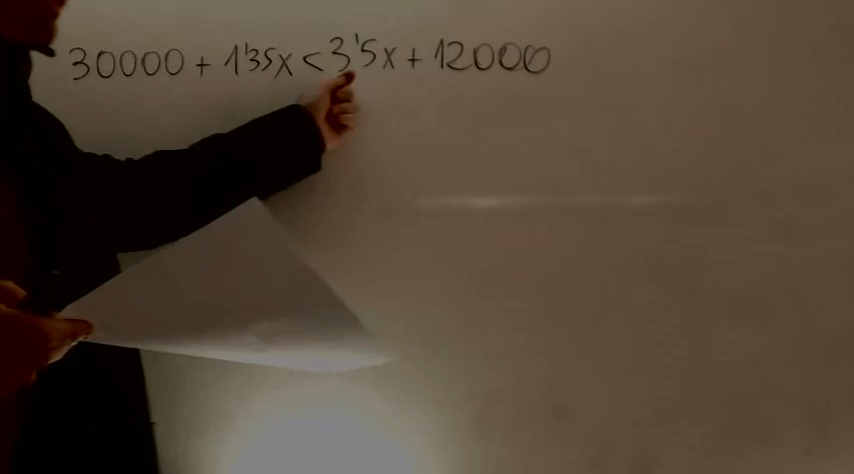 30000 + 1'35x < 3'5x + 12000